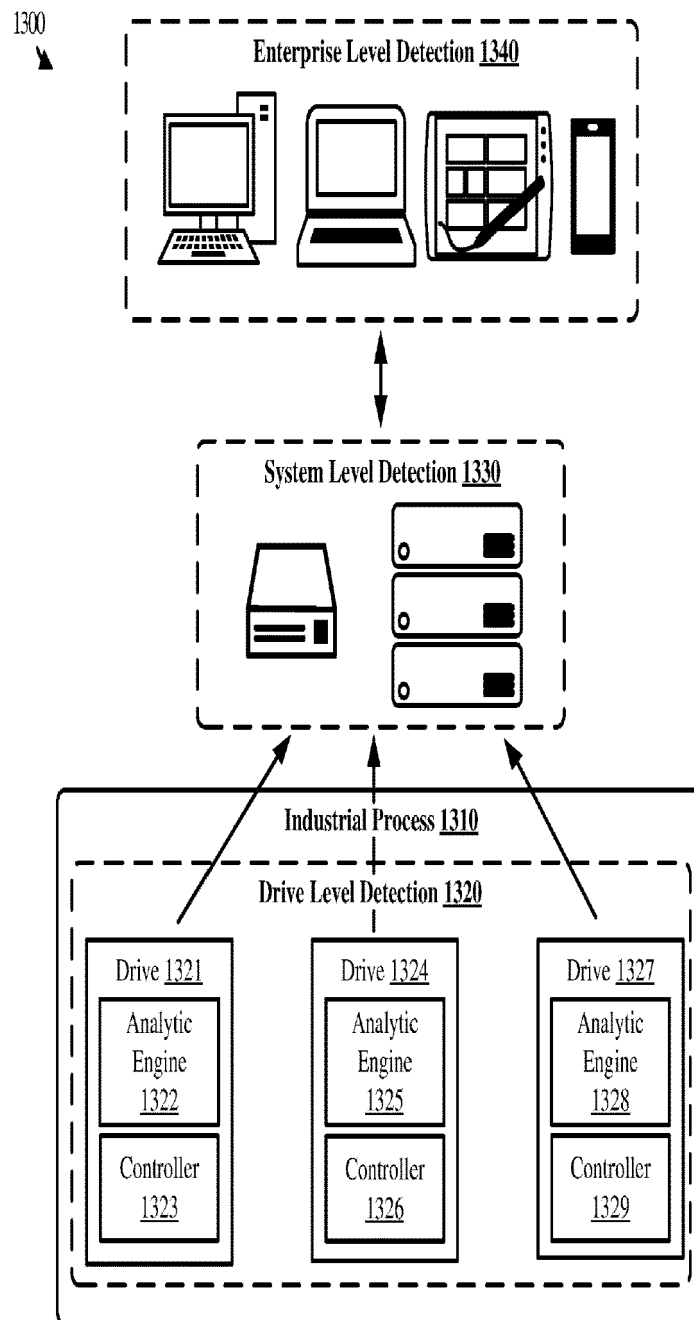 1300
Enterprise Level Detection 1340
System Level Detection 1330
Industrial Process 1310
Drive Level Detection 1320
Drive 1321
Analytic
Engine
1322
Controller
1323
Drive 1324
Analytic
Engine
1325
Controller
1326
Drive 1327
Analytic
Engine
1328
Controller
1329